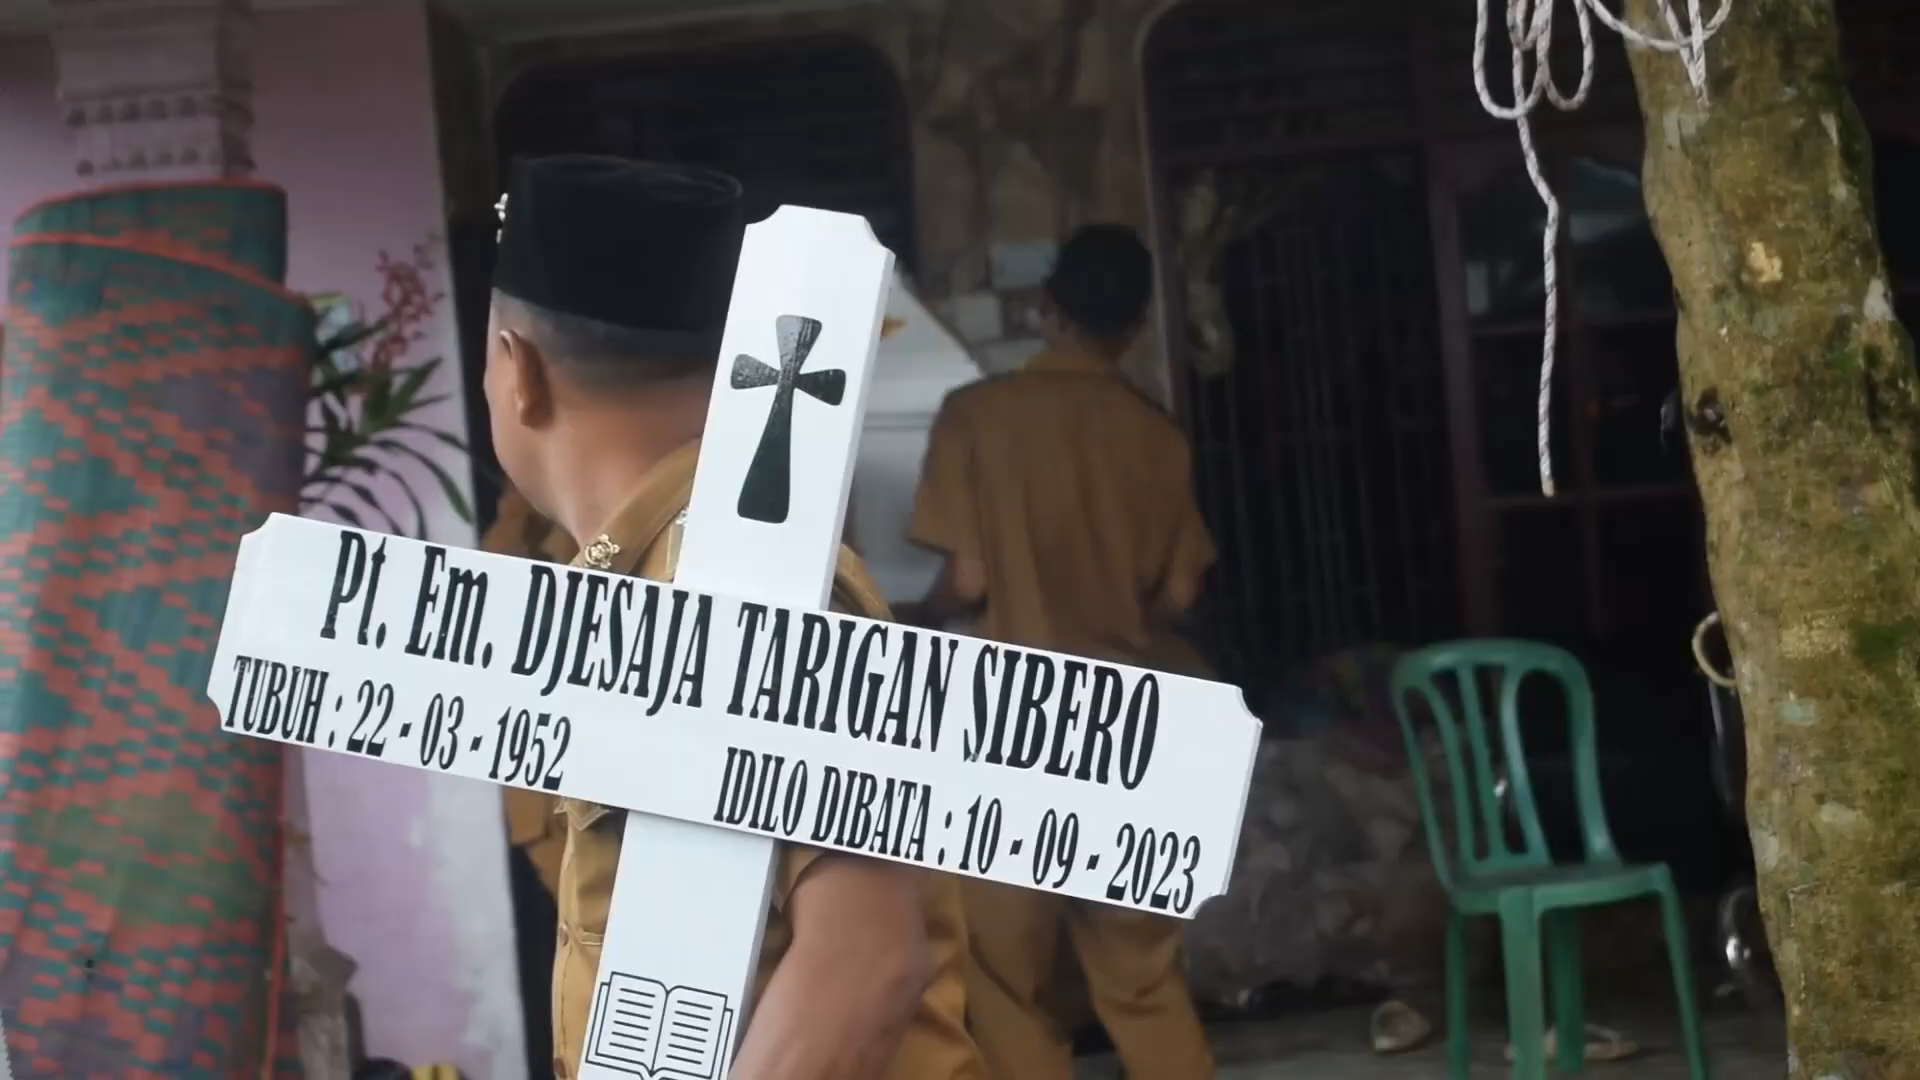 Pt. Em. DJESAJA TARIGAN SIBERO
TUBUH : 22 - 03 - 1952
IDILO DIBATA : 10 - 09 - 2023